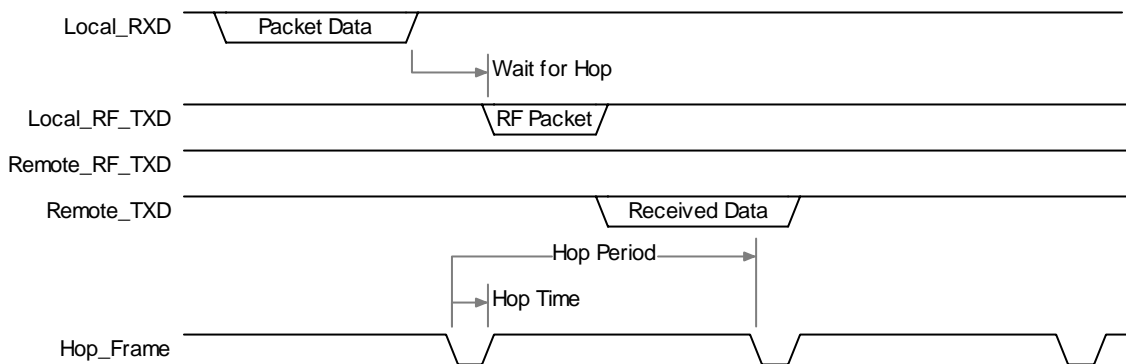 Local_RXD
Packet Data
Wait for Hop
Local_RF_TXD
RF Packet
Remote_RF_TXD
Remote_TXD
Received Data
Hop Period
Hop Time
Hop_Frame